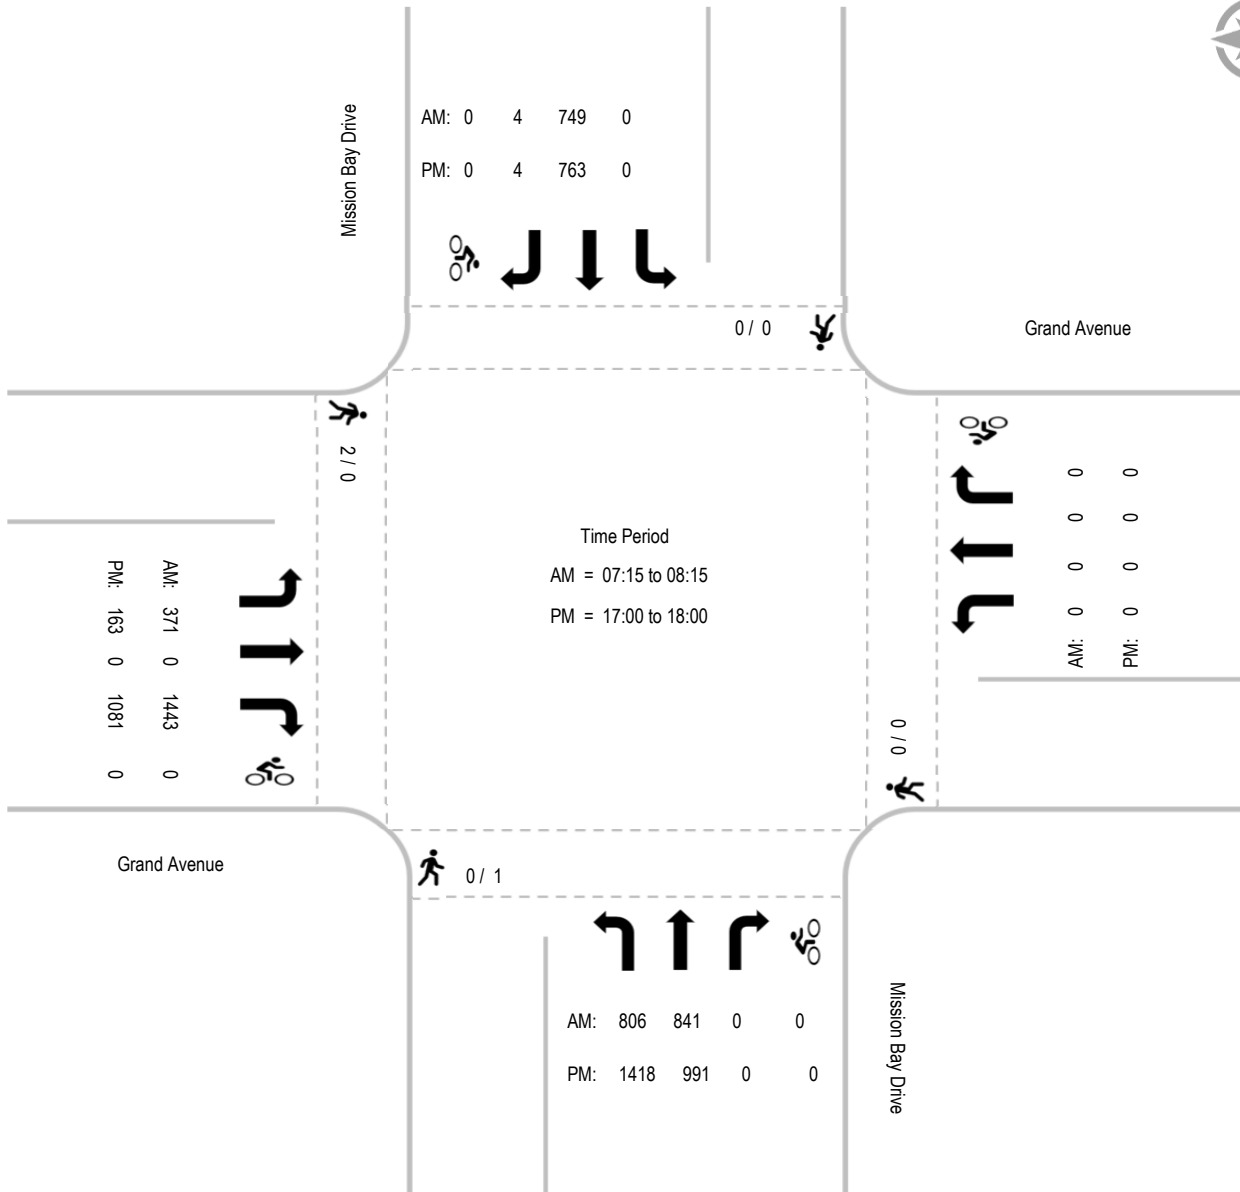 Mission Bay Drive
AM: 0 4 749 0
PM: 0 4 763 0
0 / 0
Grand Avenue
2 / 0
Time Period
AM = 07:15 to 08:15
PM = 17:00 to 18:00
AM: 371 0 1443 0
PM: 163 0 1081 0
AM: 0 0 0 0
PM: 0 0 0 0
0 / 0
Grand Avenue
0 / 1
AM: 806 841 0 0
PM: 1418 991 0 0
Mission Bay Drive